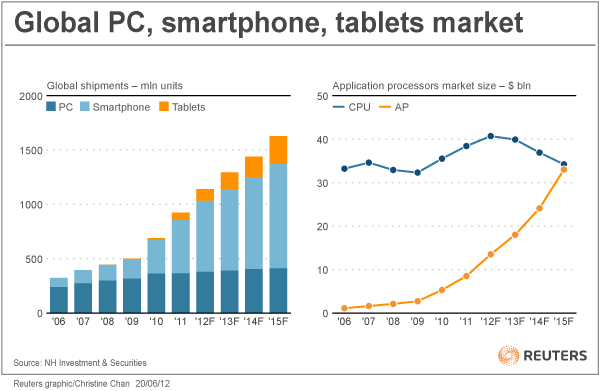 Global PC, smartphone, tablets market
Global shipments – mln units
2000
PC Smartphone Tablets
1500
1000
500
0
'06 '07 '08 '09 '10 '11 '12F '13F '14F '15F
Application processors market size – $ bln
50
CPU AP
40
30
20
10
0
'06 '07 '08 '09 '10 '11 '12F '13F '14F '15F
Source: NH Investment & Securities
REUTERS
Reuters graphic/Christine Chan 20/06/12